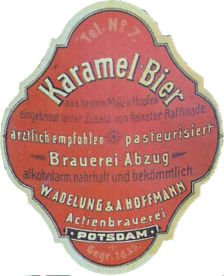 Tel. No 7.
Karamel-Bier
aus bestem Malz u. Hopfen
eingebraut unter Zusatz von feinster Raffinade.
ärztlich empfohlen pasteurisiert
Brauerei Abzug
alkoholarm, nahrhaft und bekömmlich.
W. ADELUNG & A. HOFFMANN
Actienbrauerei
POTSDAM
Gegr. 1836.